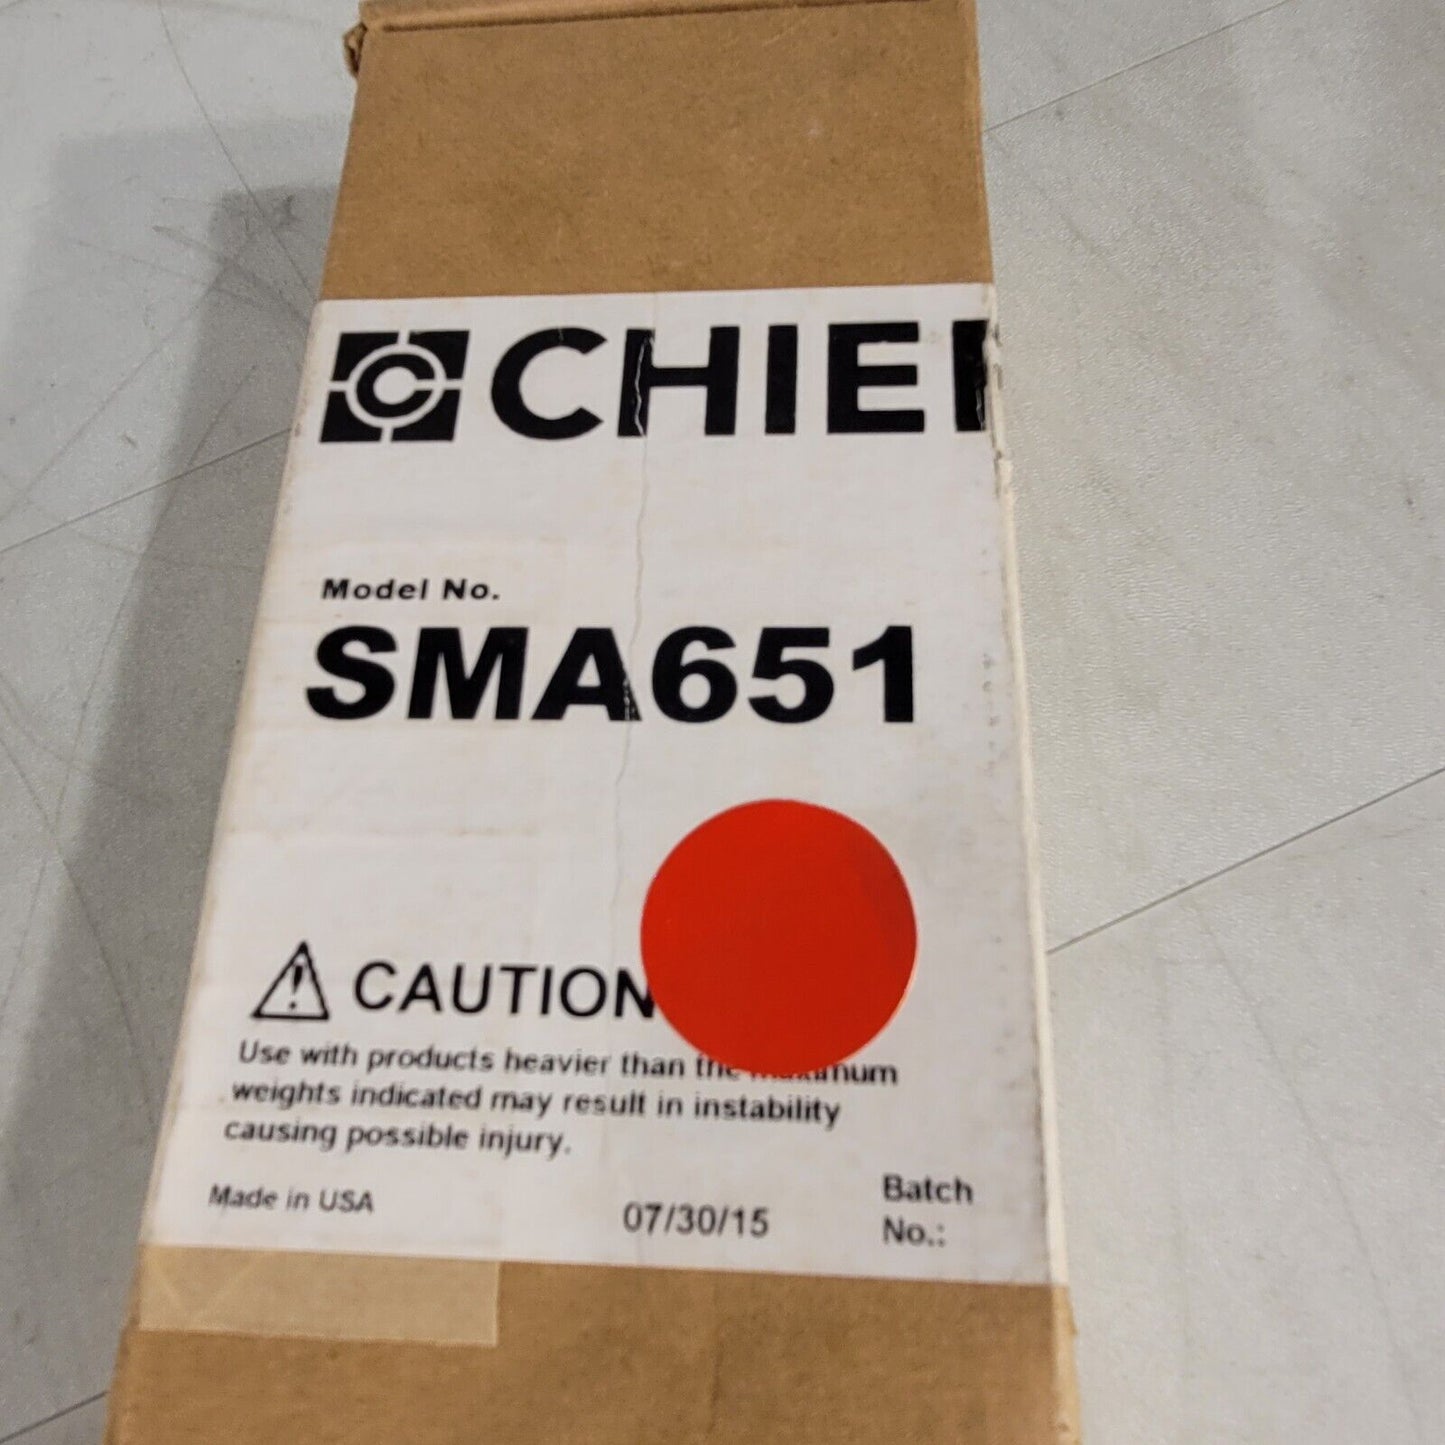 CHIEF
Model No.
SMA651
CAUTION
Use with products heavier than the maximum
weights indicated may result in instability
causing possible injury.
Made in USA
07/30/15
Batch
No.: